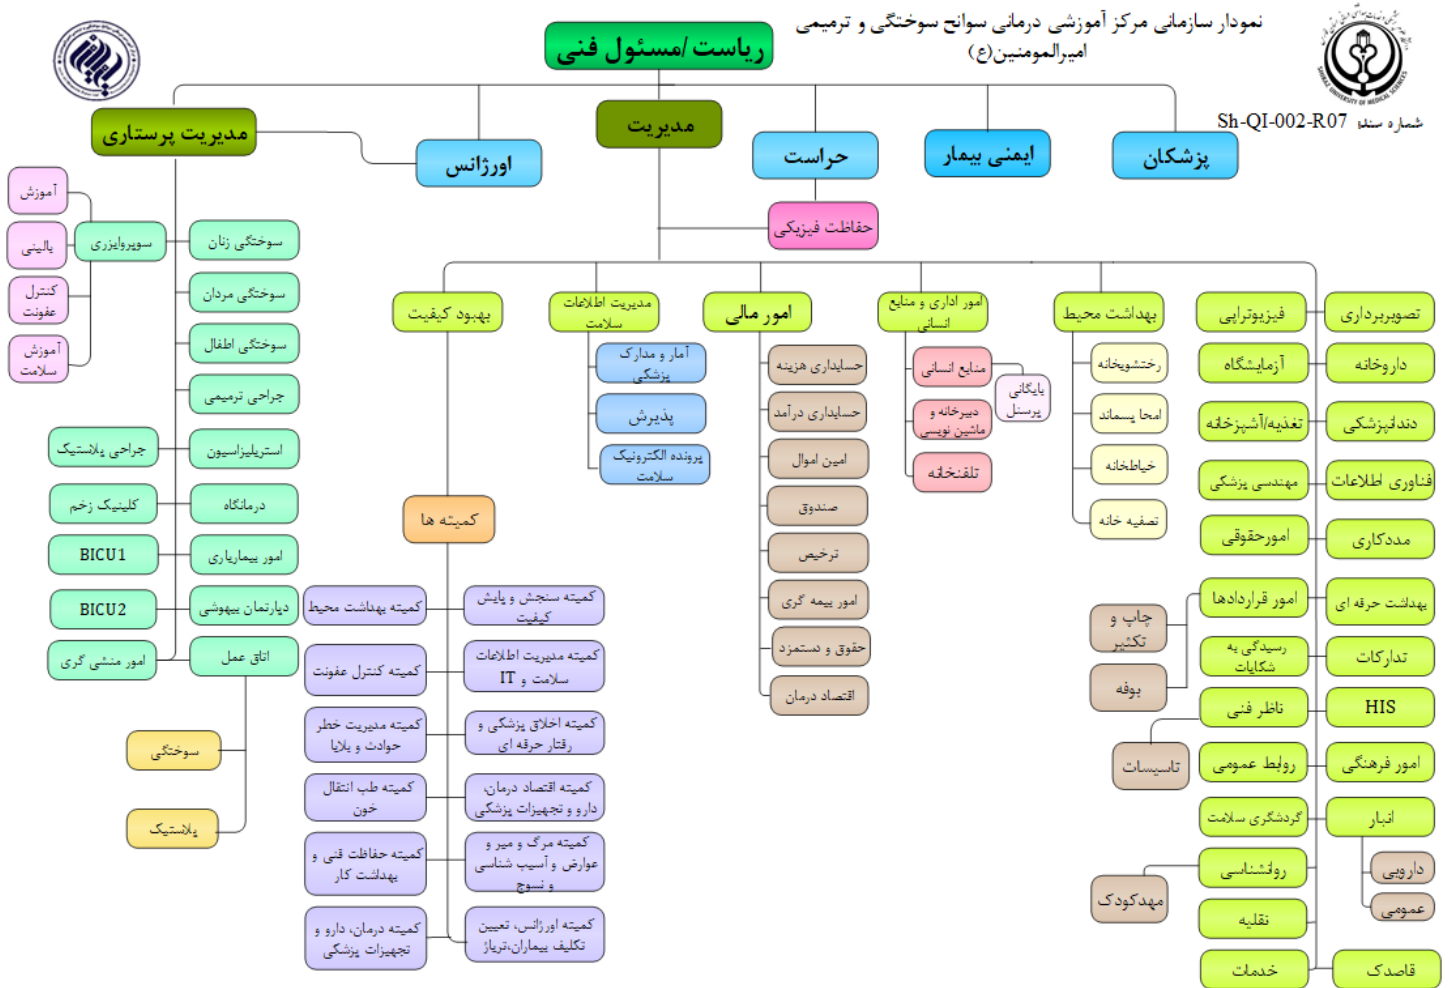 نمودار سازمانی مرکز آموزشی درمانی سوانح سوختگی و ترمیمی
امیرالمومنین(ع)
SHIRAZ UNIVERSITY OF MEDICAL SCIENCES
شماره سند: Sh-QI-002-R07
ریاست/مسئول فنی
مدیریت پرستاری
اورژانس
مدیریت
حراست
ایمنی بیمار
پزشکان
حفاظت فیزیکی
آموزش
بالینی
کنترل
عفونت
آموزش
سلامت
سوپروایزری
سوختگی زنان
سوختگی مردان
سوختگی اطفال
جراحی ترمیمی
استریلیزاسیون
جراحی پلاستیک
درمانگاه
کلینیک زخم
امور بیماریاری
BICU1
دپارتمان بیهوشی
BICU2
اتاق عمل
امور منشی گری
سوختگی
پلاستیک
بهبود کیفیت
کمیته ها
کمیته سنجش و پایش
کیفیت
کمیته بهداشت محیط
کمیته مدیریت اطلاعات
سلامت و IT
کمیته کنترل عفونت
کمیته اخلاق پزشکی و
رفتار حرفه ای
کمیته مدیریت خطر
حوادث و بلایا
کمیته اقتصاد درمان،
دارو و تجهیزات پزشکی
کمیته طب انتقال
خون
کمیته مرگ و میر و
عوارض و آسیب شناسی
و نسوج
کمیته حفاظت فنی و
بهداشت کار
کمیته اورژانس، تعیین
تکلیف بیماران،تریاژ
کمیته درمان، دارو و
تجهیزات پزشکی
مدیریت اطلاعات
سلامت
آمار و مدارک
پزشکی
پذیرش
پرونده الکترونیک
سلامت
امور مالی
حسابداری هزینه
حسابداری درآمد
امین اموال
صندوق
ترخیص
امور بیمه گری
حقوق و دستمزد
اقتصاد درمان
امور اداری و منابع
انسانی
منابع انسانی
بایگانی
پرسنل
دبیرخانه و
ماشین نویسی
تلفنخانه
بهداشت محیط
رختشویخانه
امحا پسماند
خیاطخانه
تصفیه خانه
تصویربرداری
فیزیوتراپی
داروخانه
آزمایشگاه
دندانپزشکی
تغذیه/آشپزخانه
فناوری اطلاعات
مهندسی پزشکی
مددکاری
امورحقوقی
بهداشت حرفه ای
امور قراردادها
چاپ و
تکثیر
بوفه
تدارکات
رسیدگی به
شکایات
HIS
ناظر فنی
تاسیسات
امور فرهنگی
روابط عمومی
انبار
گردشگری سلامت
دارویی
عمومی
روانشناسی
مهدکودک
نقلیه
قاصدک
خدمات